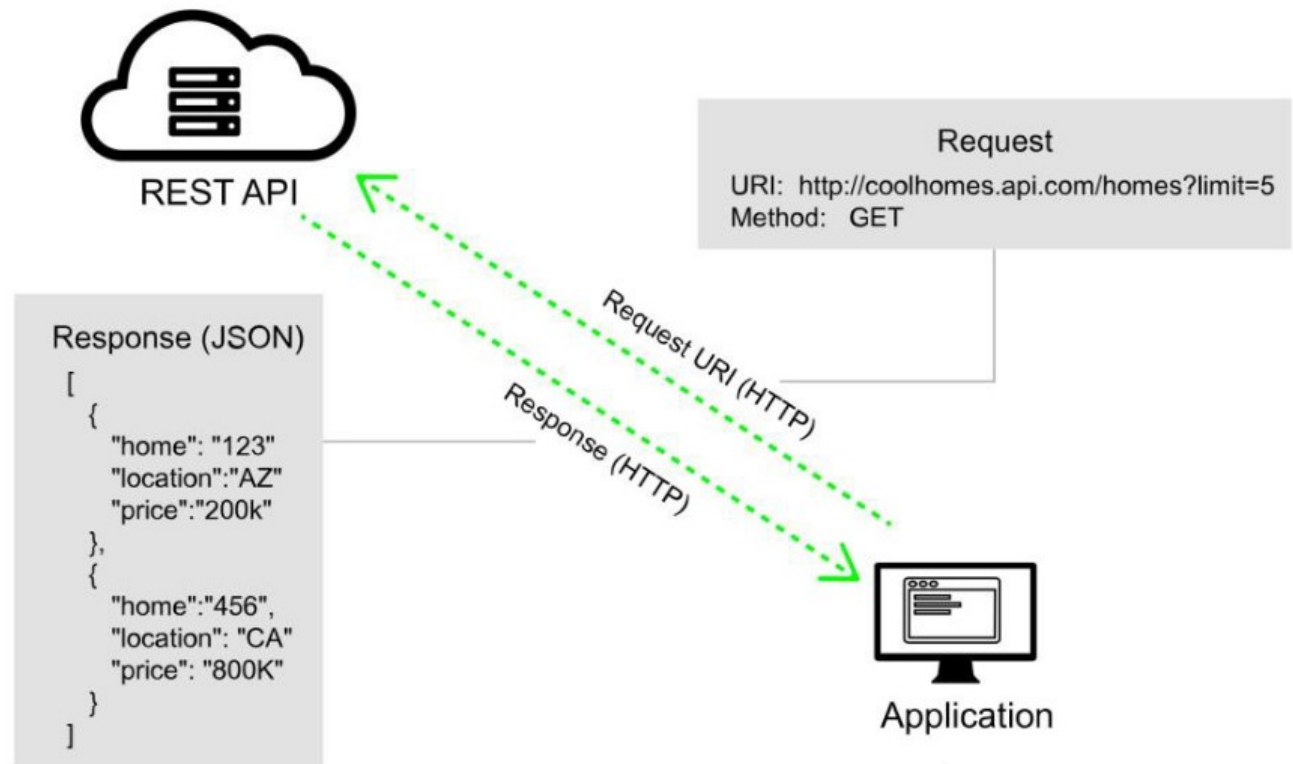 REST API
Request
URI:  http://coolhomes.api.com/homes?limit=5
Method:   GET
Request URI (HTTP)
Response (HTTP)
Response (JSON)
[
{
"home": "123"
"location":"AZ"
"price":"200k"
},
{
"home":"456",
"location": "CA"
"price": "800K"
}
]
Application